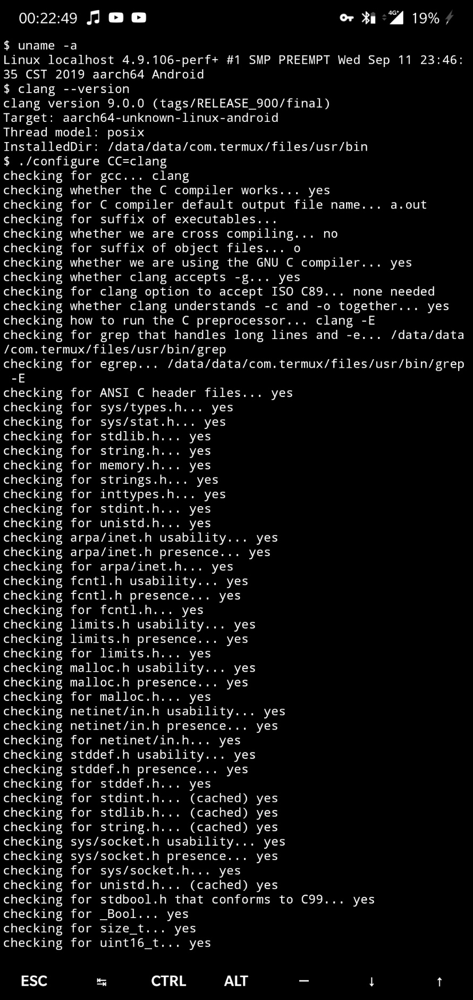 00:22:49 4G+ 19%
$ uname -a
Linux localhost 4.9.106-perf+ #1 SMP PREEMPT Wed Sep 11 23:46:
35 CST 2019 aarch64 Android
$ clang --version
clang version 9.0.0 (tags/RELEASE_900/final)
Target: aarch64-unknown-linux-android
Thread model: posix
InstalledDir: /data/data/com.termux/files/usr/bin
$ ./configure CC=clang
checking for gcc... clang
checking whether the C compiler works... yes
checking for C compiler default output file name... a.out
checking for suffix of executables...
checking whether we are cross compiling... no
checking for suffix of object files... o
checking whether we are using the GNU C compiler... yes
checking whether clang accepts -g... yes
checking for clang option to accept ISO C89... none needed
checking whether clang understands -c and -o together... yes
checking how to run the C preprocessor... clang -E
checking for grep that handles long lines and -e... /data/data
/com.termux/files/usr/bin/grep
checking for egrep... /data/data/com.termux/files/usr/bin/grep
 -E
checking for ANSI C header files... yes
checking for sys/types.h... yes
checking for sys/stat.h... yes
checking for stdlib.h... yes
checking for string.h... yes
checking for memory.h... yes
checking for strings.h... yes
checking for inttypes.h... yes
checking for stdint.h... yes
checking for unistd.h... yes
checking arpa/inet.h usability... yes
checking arpa/inet.h presence... yes
checking for arpa/inet.h... yes
checking fcntl.h usability... yes
checking fcntl.h presence... yes
checking for fcntl.h... yes
checking limits.h usability... yes
checking limits.h presence... yes
checking for limits.h... yes
checking malloc.h usability... yes
checking malloc.h presence... yes
checking for malloc.h... yes
checking netinet/in.h usability... yes
checking netinet/in.h presence... yes
checking for netinet/in.h... yes
checking stddef.h usability... yes
checking stddef.h presence... yes
checking for stddef.h... yes
checking for stdint.h... (cached) yes
checking for stdlib.h... (cached) yes
checking for string.h... (cached) yes
checking sys/socket.h usability... yes
checking sys/socket.h presence... yes
checking for sys/socket.h... yes
checking for unistd.h... (cached) yes
checking for stdbool.h that conforms to C99... yes
checking for _Bool... yes
checking for size_t... yes
checking for uint16_t... yes
ESC ↹ CTRL ALT — ↓ ↑